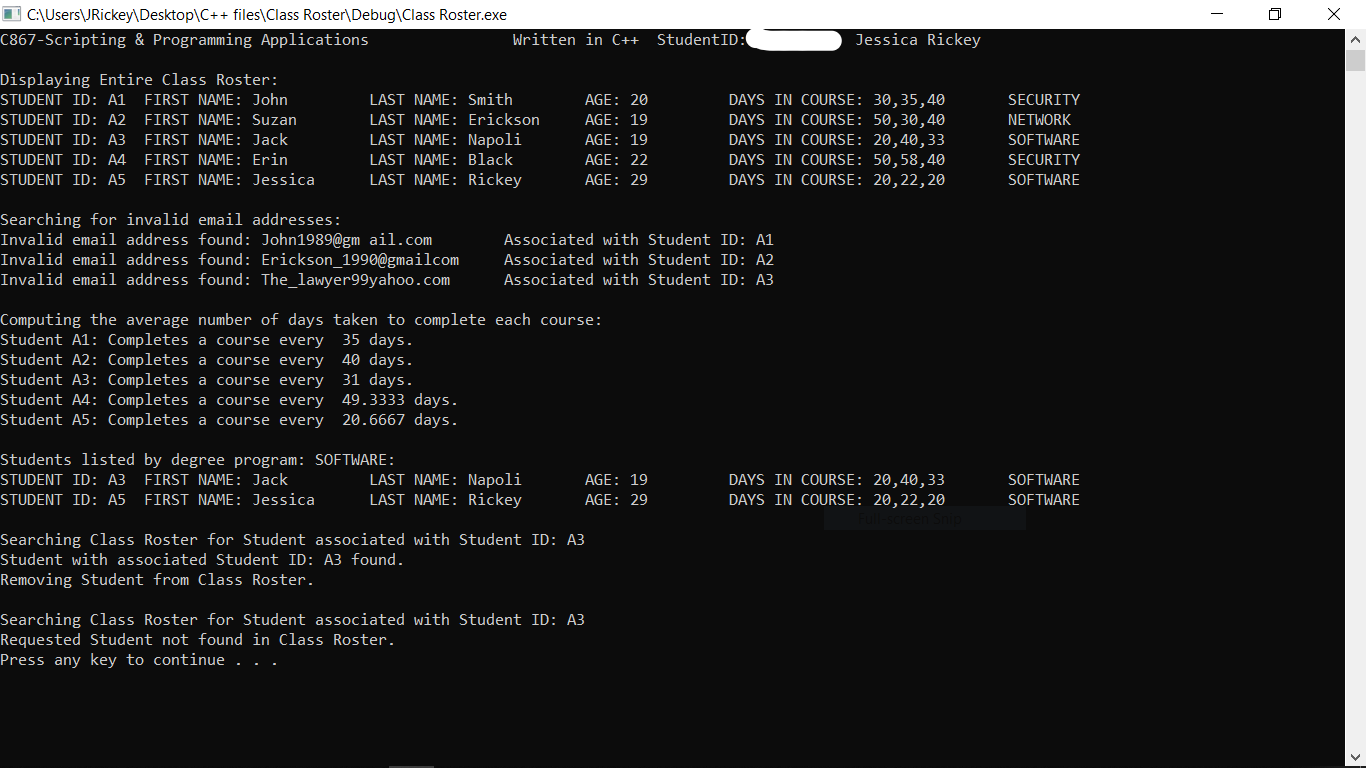 C:\Users\JRickey\Desktop\C++ files\Class Roster\Debug\Class Roster.exe
C867-Scripting & Programming Applications Written in C++ StudentID: Jessica Rickey
Displaying Entire Class Roster:
STUDENT ID: A1 FIRST NAME: John LAST NAME: Smith AGE: 20 DAYS IN COURSE: 30,35,40 SECURITY
STUDENT ID: A2 FIRST NAME: Suzan LAST NAME: Erickson AGE: 19 DAYS IN COURSE: 50,30,40 NETWORK
STUDENT ID: A3 FIRST NAME: Jack LAST NAME: Napoli AGE: 19 DAYS IN COURSE: 20,40,33 SOFTWARE
STUDENT ID: A4 FIRST NAME: Erin LAST NAME: Black AGE: 22 DAYS IN COURSE: 50,58,40 SECURITY
STUDENT ID: A5 FIRST NAME: Jessica LAST NAME: Rickey AGE: 29 DAYS IN COURSE: 20,22,20 SOFTWARE
Searching for invalid email addresses:
Invalid email address found: John1989@gm ail.com Associated with Student ID: A1
Invalid email address found: Erickson_1990@gmailcom Associated with Student ID: A2
Invalid email address found: The_lawyer99yahoo.com Associated with Student ID: A3
Computing the average number of days taken to complete each course:
Student A1: Completes a course every 35 days.
Student A2: Completes a course every 40 days.
Student A3: Completes a course every 31 days.
Student A4: Completes a course every 49.3333 days.
Student A5: Completes a course every 20.6667 days.
Students listed by degree program: SOFTWARE:
STUDENT ID: A3 FIRST NAME: Jack LAST NAME: Napoli AGE: 19 DAYS IN COURSE: 20,40,33 SOFTWARE
STUDENT ID: A5 FIRST NAME: Jessica LAST NAME: Rickey AGE: 29 DAYS IN COURSE: 20,22,20 SOFTWARE
Full-screen Snip
Searching Class Roster for Student associated with Student ID: A3
Student with associated Student ID: A3 found.
Removing Student from Class Roster.
Searching Class Roster for Student associated with Student ID: A3
Requested Student not found in Class Roster.
Press any key to continue . . .